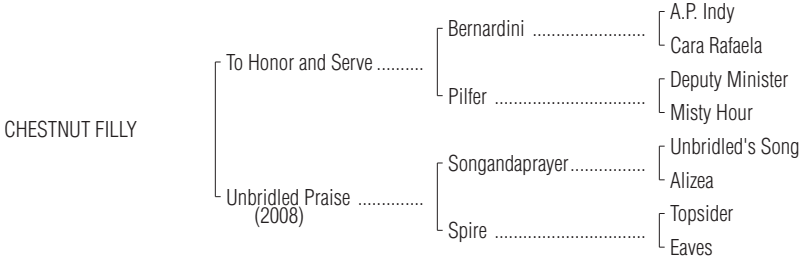 A.P. Indy
Bernardini ........................
Cara Rafaela
To Honor and Serve ..........
Deputy Minister
Pilfer ................................
Misty Hour
CHESTNUT FILLY
Unbridled's Song
Songandaprayer................
Alizea
Unbridled Praise ..............
(2008)
Topsider
Spire ................................
Eaves